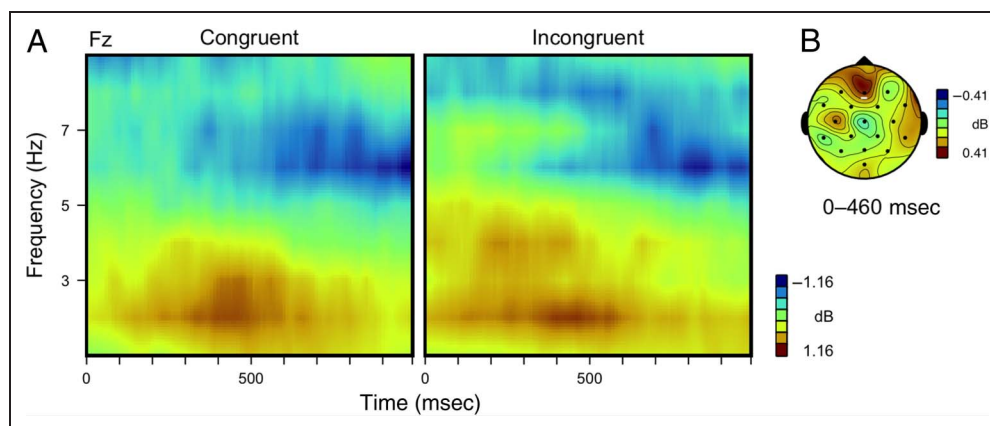 A
Fz
Congruent
Incongruent
B
7
5
3
Frequency (Hz)
0
500
0
500
Time (msec)
−0.41
dB
0.41
0–460 msec
−1.16
dB
1.16